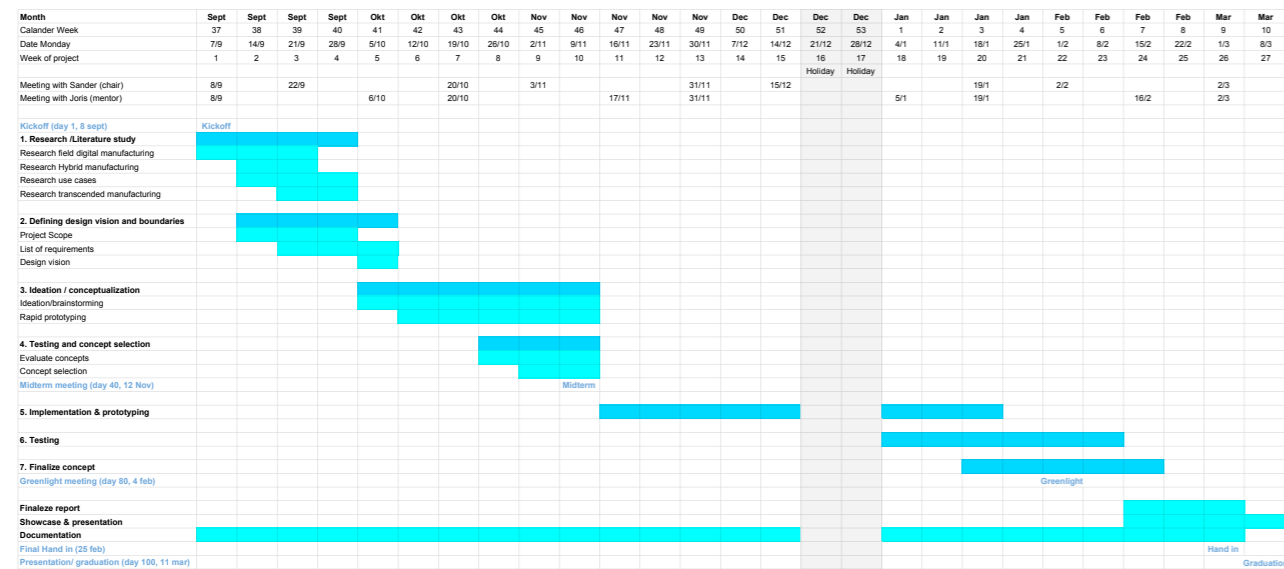 Month Sept Sept Sept Sept Okt Okt Okt Okt Nov Nov Nov Nov Nov Dec Dec Dec Dec Jan Jan Jan Jan Feb Feb Feb Feb Mar Mar
Calander Week 37 38 39 40 41 42 43 44 45 46 47 48 49 50 51 52 53 1 2 3 4 5 6 7 8 9 10
Date Monday 7/9 14/9 21/9 28/9 5/10 12/10 19/10 26/10 2/11 9/11 16/11 23/11 30/11 7/12 14/12 21/12 28/12 4/1 11/1 18/1 25/1 1/2 8/2 15/2 22/2 1/3 8/3
Week of project 1 2 3 4 5 6 7 8 9 10 11 12 13 14 15 16 17 18 19 20 21 22 23 24 25 26 27
Holiday Holiday
Meeting with Sander (chair) 8/9 22/9 20/10 3/11 31/11 15/12 19/1 2/2 2/3
Meeting with Joris (mentor) 8/9 6/10 20/10 17/11 31/11 5/1 19/1 16/2 2/3
Kickoff (day 1, 8 sept) Kickoff
1. Research /Literature study
Research field digital manufacturing
Research Hybrid manufacturing
Research use cases
Research transcended manufacturing
2. Defining design vision and boundaries
Project Scope
List of requirements
Design vision
3. Ideation / conceptualization
Ideation/brainstorming
Rapid prototyping
4. Testing and concept selection
Evaluate concepts
Concept selection
Midterm meeting (day 40, 12 Nov) Midterm
5. Implementation & prototyping
6. Testing
7. Finalize concept
Greenlight meeting (day 80, 4 feb) Greenlight
Finaleze report
Showcase & presentation
Documentation
Final Hand in (25 feb) Hand in
Presentation/ graduation (day 100, 11 mar) Graduation